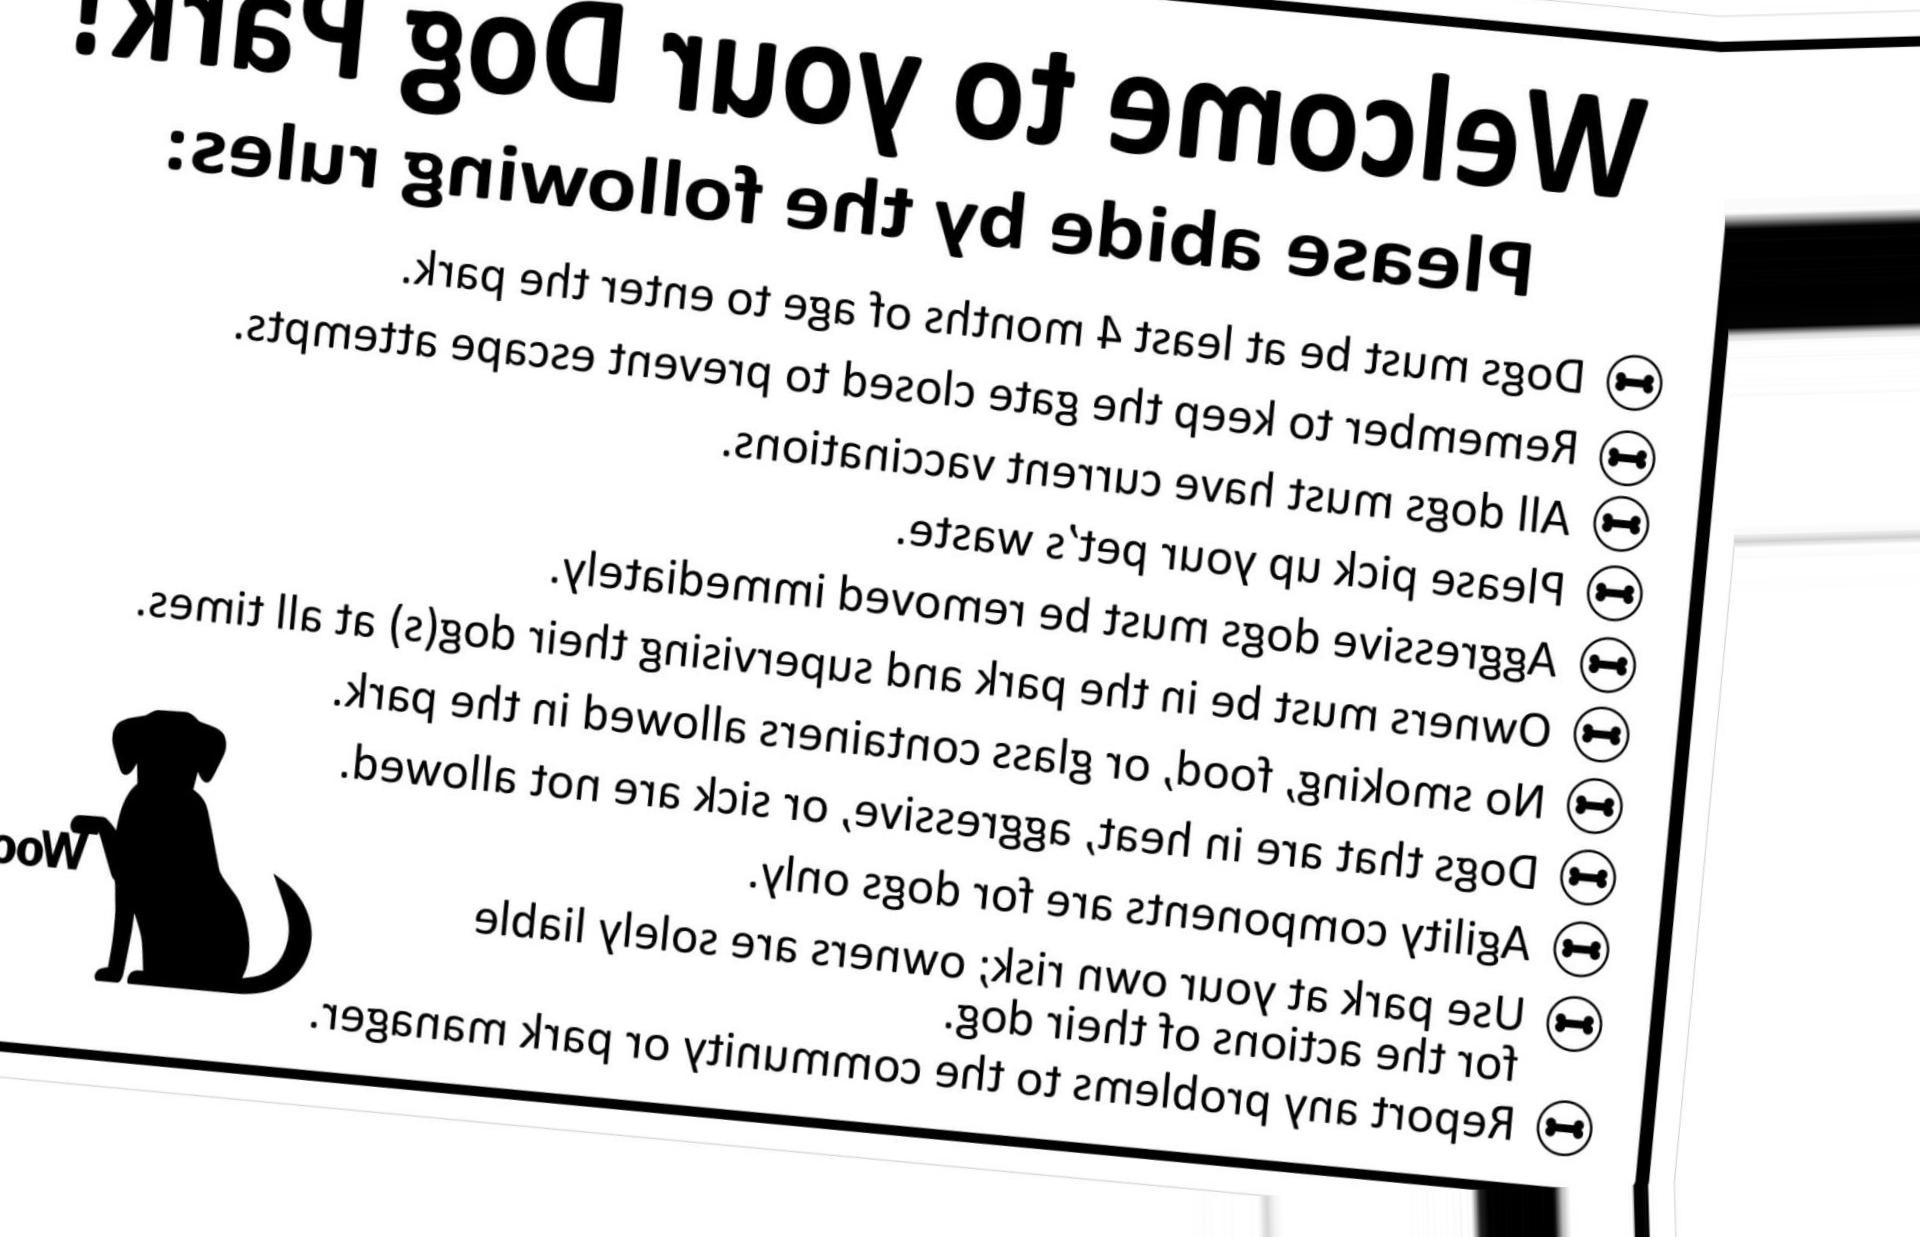 Welcome to your Dog Park!
Please abide by the following rules:
Dogs must be at least 4 months of age to enter the park.
Remember to keep the gate closed to prevent escape attempts.
All dogs must have current vaccinations.
Please pick up your pet's waste.
Aggressive dogs must be removed immediately.
Owners must be in the park and supervising their dog(s) at all times.
No smoking, food, or glass containers allowed in the park.
Dogs that are in heat, aggressive, or sick are not allowed.
Agility components are for dogs only.
Use park at your own risk; owners are solely liable
for the actions of their dog.
Report any problems to the community or park manager.